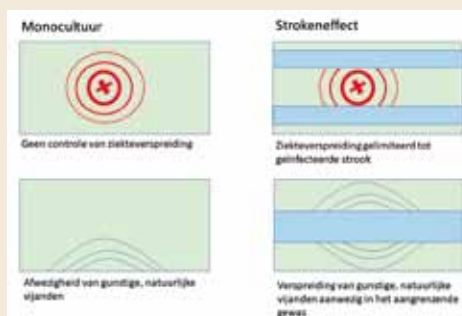 Monocultuur
Strokeneffect
Geen controle van ziekteverspreiding
Ziekteverspreiding gelimiteerd tot
geïnfecteerde strook
Afwezigheid van gunstige, natuurlijke
vijanden
Verspreiding van gunstige, natuurlijke
vijanden aanwezig in het aangrenzende
gewas